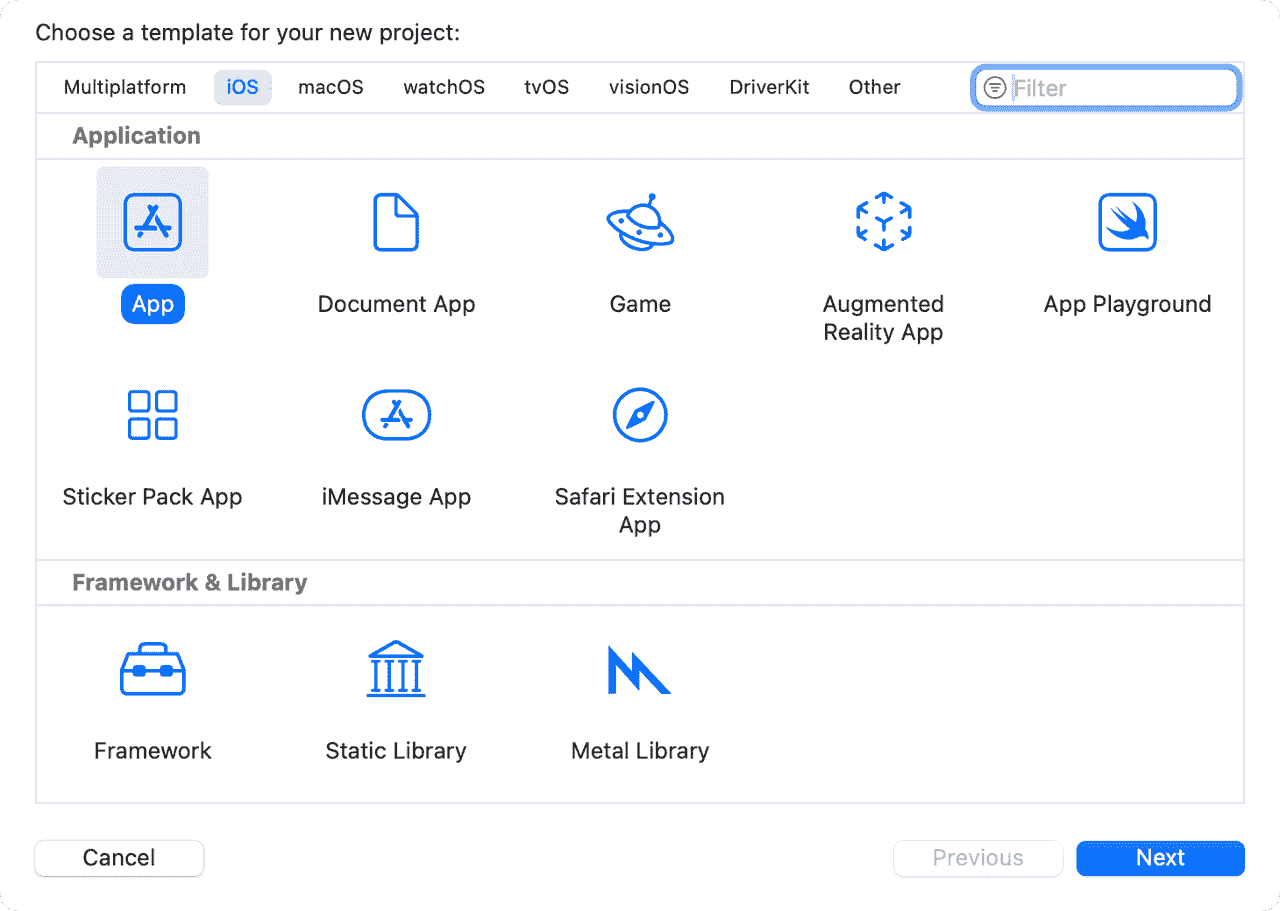 Choose a template for your new project:
Multiplatform iOS macOS watchOS tvOS visionOS DriverKit Other Filter
Application
App Document App Game Augmented Reality App App Playground
Sticker Pack App iMessage App Safari Extension App
Framework & Library
Framework Static Library Metal Library
Cancel Previous Next